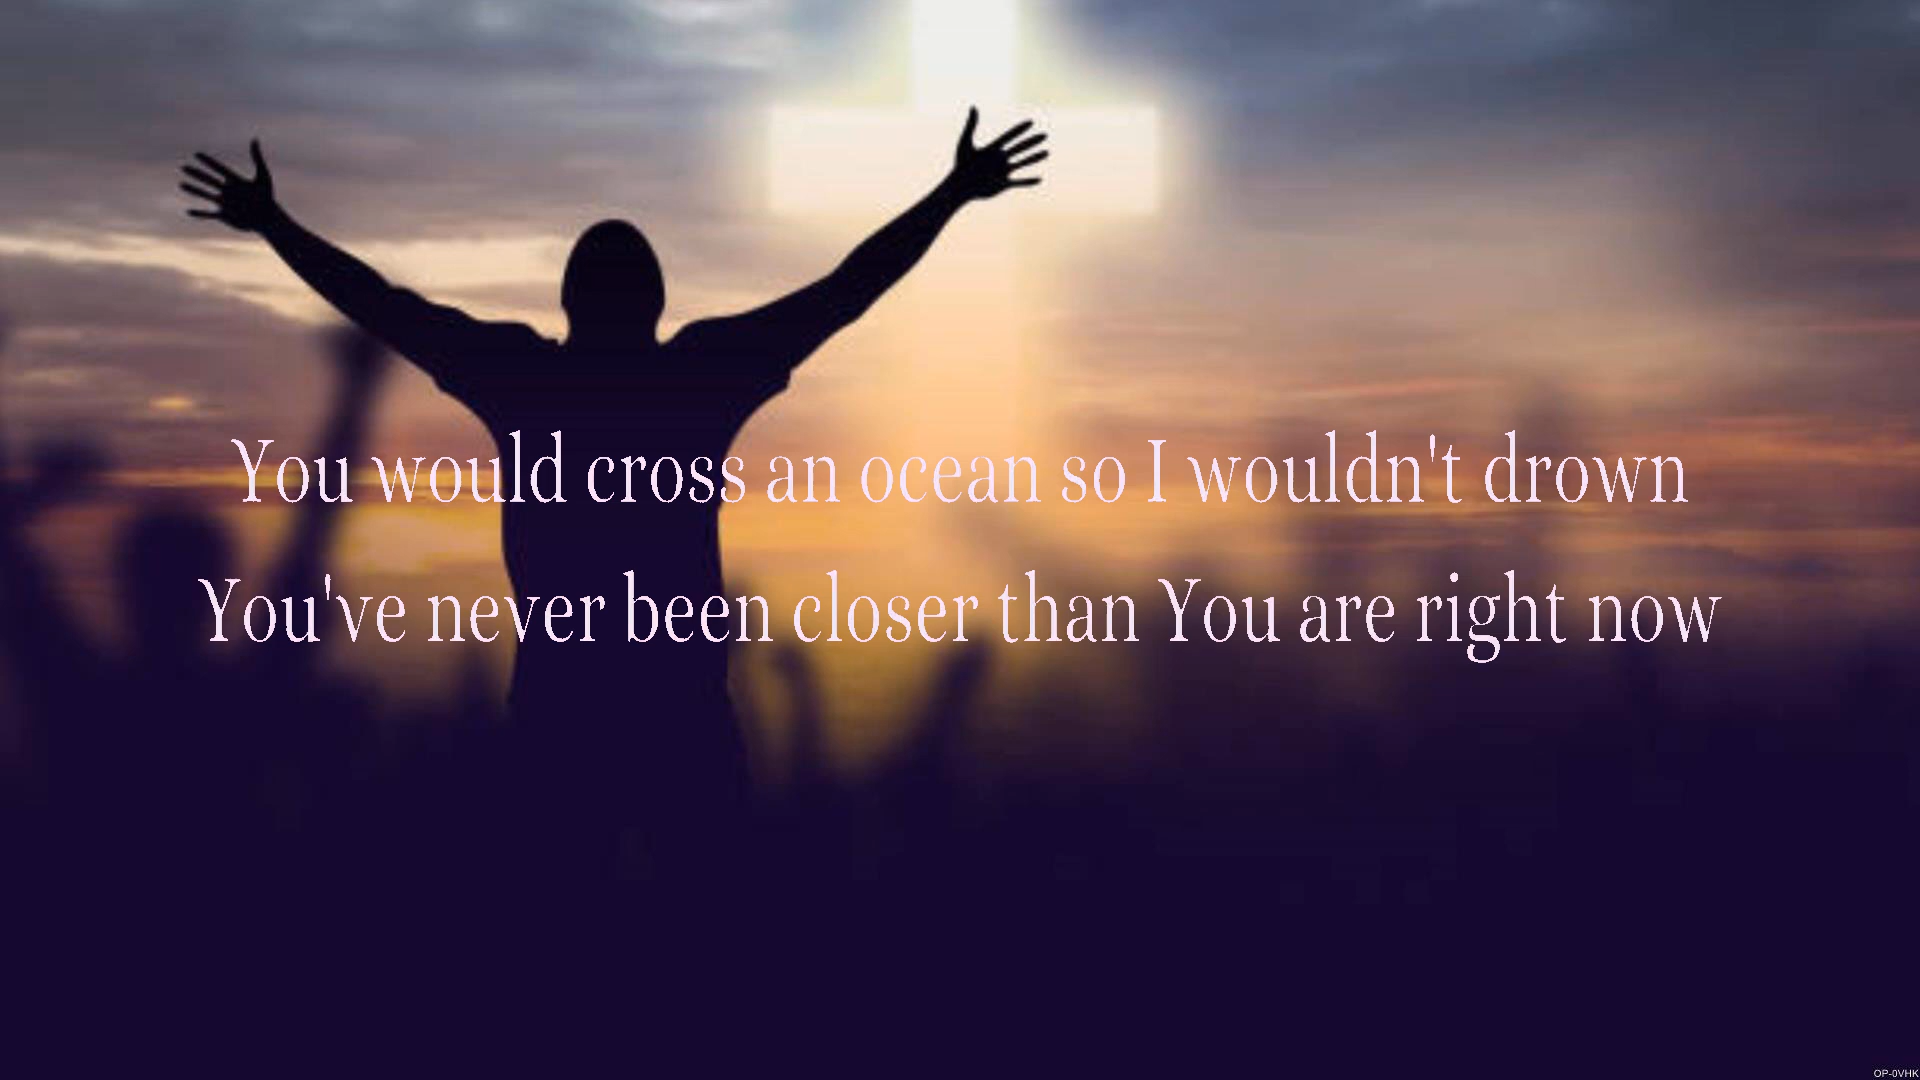 You would cross an ocean so I wouldn't drown
You've never been closer than You are right now
OP-0VHK